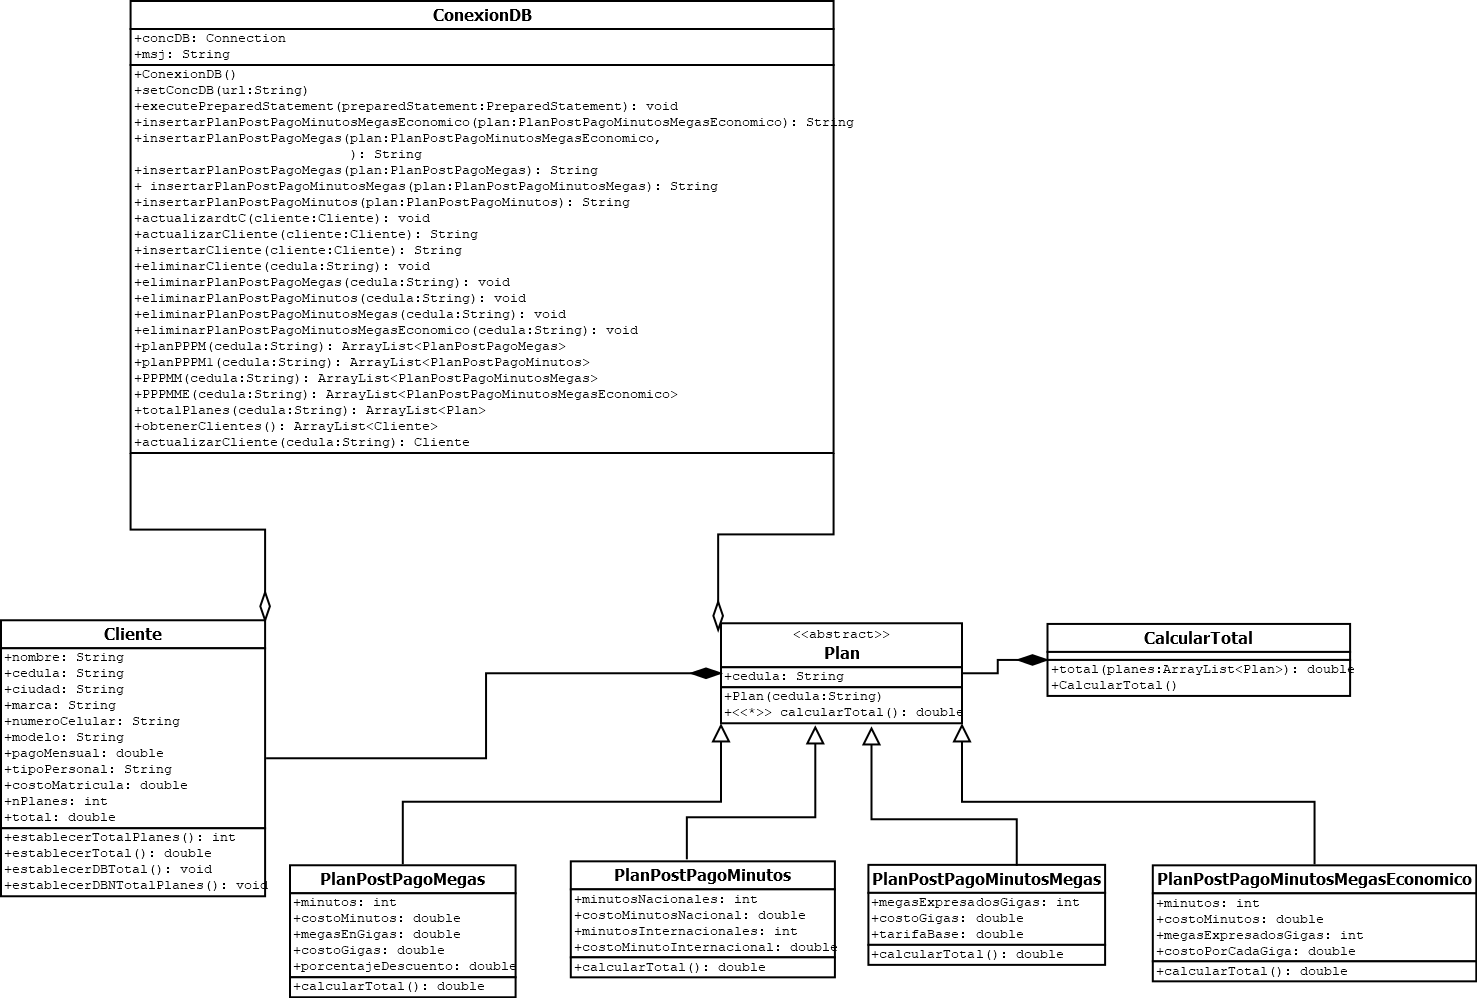 ConexionDB
+concDB: Connection
+msj: String
+ConexionDB()
+setConcDB(url:String)
+executePreparedStatement(preparedStatement:PreparedStatement): void
+insertarPlanPostPagoMinutosMegasEconomico(plan:PlanPostPagoMinutosMegasEconomico): String
+insertarPlanPostPagoMegas(plan:PlanPostPagoMinutosMegasEconomico,
): String
+insertarPlanPostPagoMegas(plan:PlanPostPagoMegas): String
+ insertarPlanPostPagoMinutosMegas(plan:PlanPostPagoMinutosMegas): String
+insertarPlanPostPagoMinutos(plan:PlanPostPagoMinutos): String
+actualizardtC(cliente:Cliente): void
+actualizarCliente(cliente:Cliente): String
+insertarCliente(cliente:Cliente): String
+eliminarCliente(cedula:String): void
+eliminarPlanPostPagoMegas(cedula:String): void
+eliminarPlanPostPagoMinutos(cedula:String): void
+eliminarPlanPostPagoMinutosMegas(cedula:String): void
+eliminarPlanPostPagoMinutosMegasEconomico(cedula:String): void
+planPPPM(cedula:String): ArrayList<PlanPostPagoMegas>
+planPPPM1(cedula:String): ArrayList<PlanPostPagoMinutos>
+PPPMM(cedula:String): ArrayList<PlanPostPagoMinutosMegas>
+PPPMME(cedula:String): ArrayList<PlanPostPagoMinutosMegasEconomico>
+totalPlanes(cedula:String): ArrayList<Plan>
+obtenerClientes(): ArrayList<Cliente>
+actualizarCliente(cedula:String): Cliente
Cliente
+nombre: String
+cedula: String
+ciudad: String
+marca: String
+numeroCelular: String
+modelo: String
+pagoMensual: double
+tipoPersonal: String
+costoMatricula: double
+nPlanes: int
+total: double
+establecerTotalPlanes(): int
+establecerTotal(): double
+establecerDBTotal(): void
+establecerDBNTotalPlanes(): void
<<abstract>>
Plan
+cedula: String
+Plan(cedula:String)
+<<*>> calcularTotal(): double
CalcularTotal
+total(planes:ArrayList<Plan>): double
+CalcularTotal()
PlanPostPagoMegas
+minutos: int
+costoMinutos: double
+megasEnGigas: double
+costoGigas: double
+porcentajeDescuento: double
+calcularTotal(): double
PlanPostPagoMinutos
+minutosNacionales: int
+costoMinutosNacional: double
+minutosInternacionales: int
+costoMinutoInternacional: double
+calcularTotal(): double
PlanPostPagoMinutosMegas
+megasExpresadosGigas: int
+costoGigas: double
+tarifaBase: double
+calcularTotal(): double
PlanPostPagoMinutosMegasEconomico
+minutos: int
+costoMinutos: double
+megasExpresadosGigas: int
+costoPorCadaGiga: double
+calcularTotal(): double